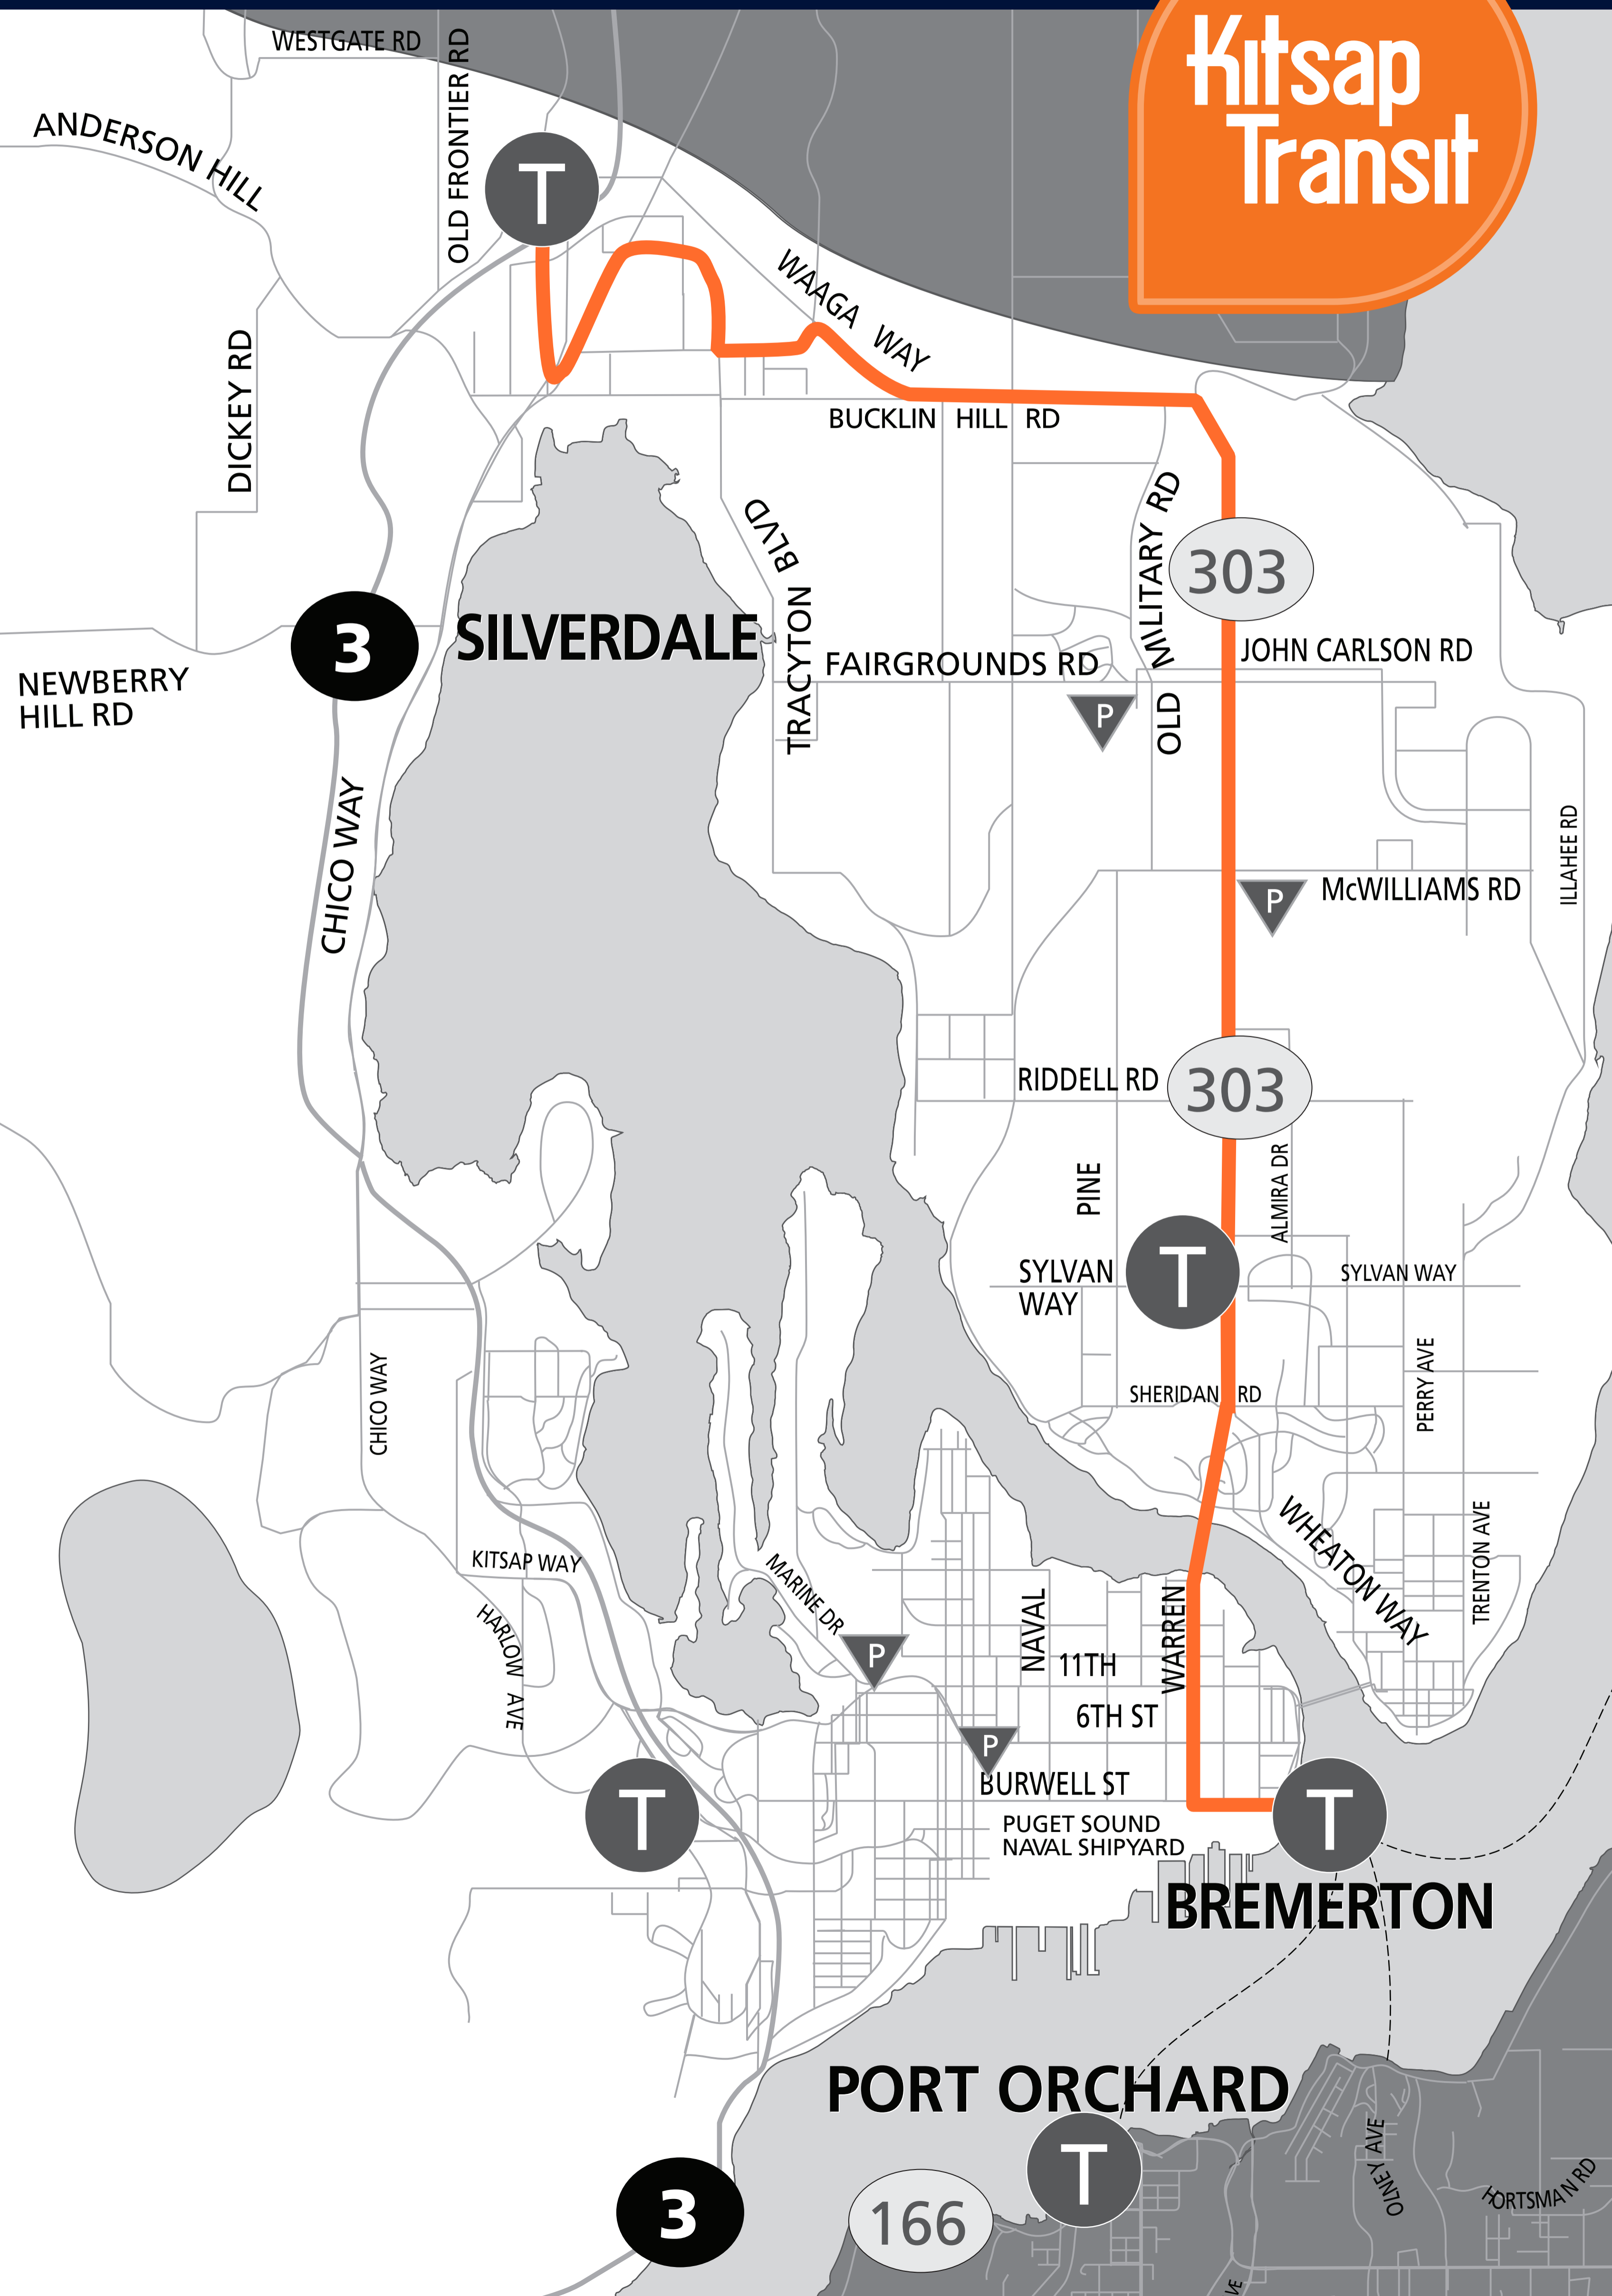 Kitsap
Transit
WESTGATE RD
OLD FRONTIER RD
ANDERSON HILL
T
WAAGA WAY
DICKEY RD
BUCKLIN HILL RD
BLVD
TRACYTON
OLD MILITARY RD
303
3
SILVERDALE
JOHN CARLSON RD
FAIRGROUNDS RD
NEWBERRY
HILL RD
P
CHICO WAY
ILLAHEE RD
P
McWILLIAMS RD
RIDDELL RD
303
PINE
ALMIRA DR
SYLVAN
WAY
T
SYLVAN WAY
PERRY AVE
CHICO WAY
SHERIDAN RD
WHEATON WAY
TRENTON AVE
KITSAP WAY
MARINE DR
HARLOW AVE
NAVAL
WARREN
P
11TH
6TH ST
P
BURWELL ST
T
T
PUGET SOUND
NAVAL SHIPYARD
BREMERTON
PORT ORCHARD
T
OLNEY AVE
HORTSMAN RD
3
166
VE